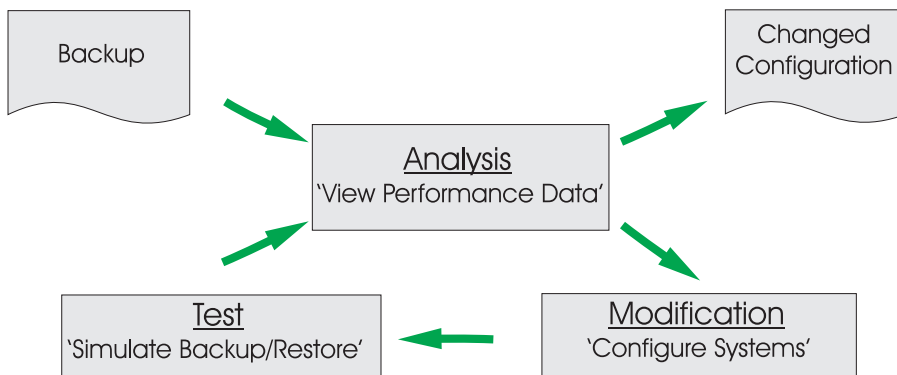 Backup
Changed
Configuration
Analysis
'View Performance Data'
Test
'Simulate Backup/Restore'
Modification
'Configure Systems'